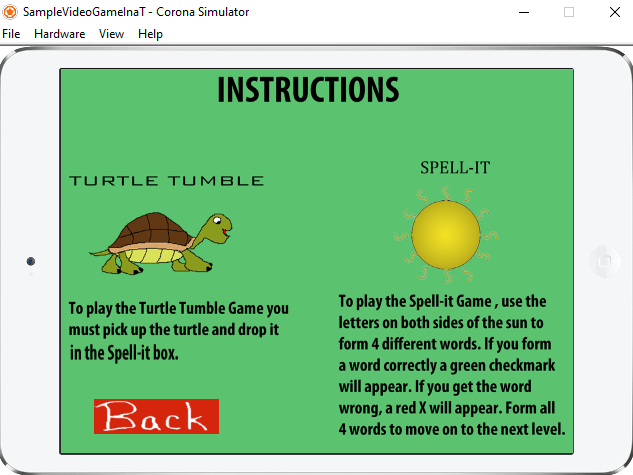 SampleVideoGameInaT - Corona Simulator
File Hardware View Help
INSTRUCTIONS
TURTLE TUMBLE
To play the Turtle Tumble Game you
must pick up the turtle and drop it
in the Spell-it box.
Back
SPELL-IT
To play the Spell-it Game , use the
letters on both sides of the sun to
form 4 different words. If you form
a word correctly a green checkmark
will appear. If you get the word
wrong, a red X will appear. Form all
4 words to move on to the next level.